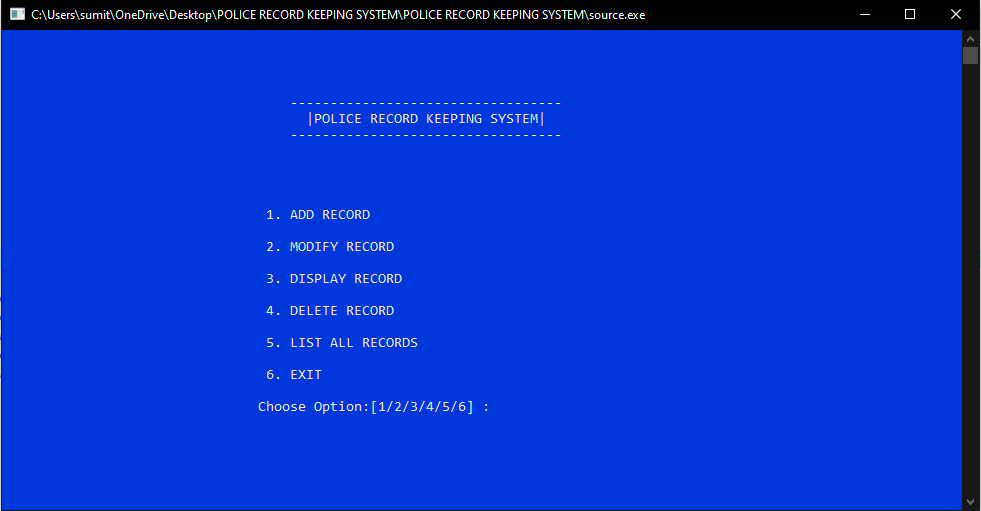 C:\Users\sumit\OneDrive\Desktop\POLICE RECORD KEEPING SYSTEM\POLICE RECORD KEEPING SYSTEM\source.exe
----------------------------------
|POLICE RECORD KEEPING SYSTEM|
----------------------------------
1. ADD RECORD
2. MODIFY RECORD
3. DISPLAY RECORD
4. DELETE RECORD
5. LIST ALL RECORDS
6. EXIT
Choose Option:[1/2/3/4/5/6] :